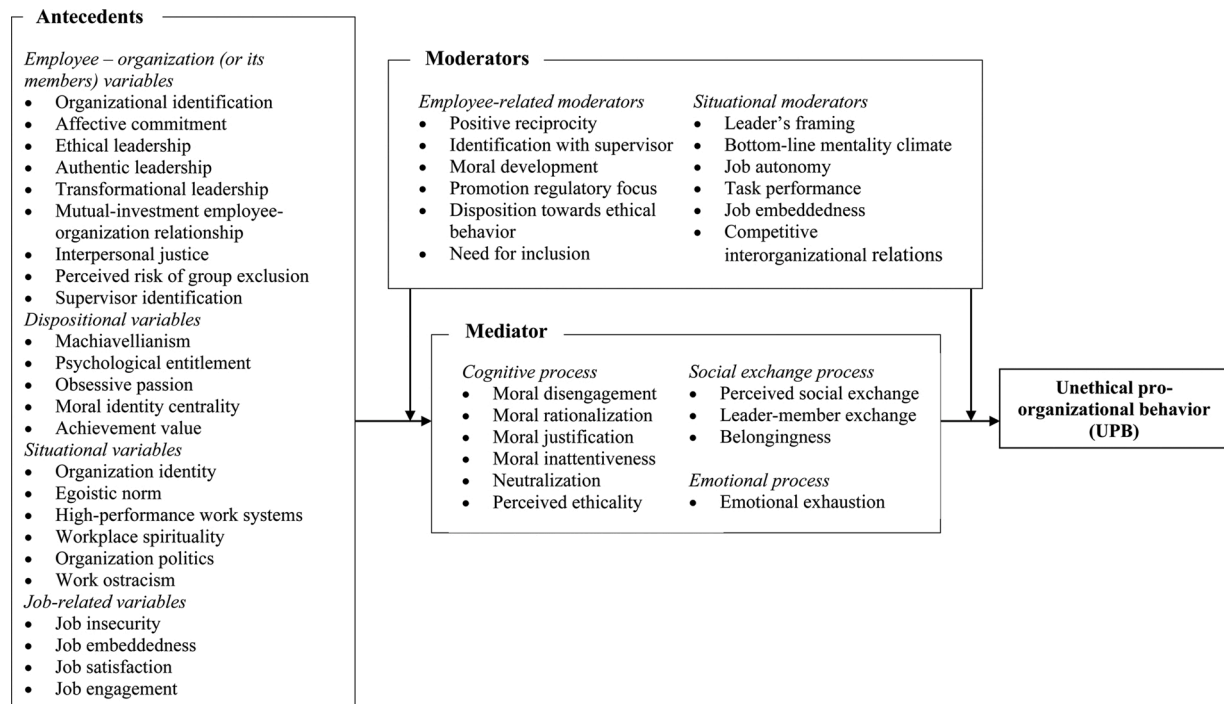 Antecedents
Employee – organization (or its
members) variables
• Organizational identification
• Affective commitment
• Ethical leadership
• Authentic leadership
• Transformational leadership
• Mutual-investment employee-
organization relationship
• Interpersonal justice
• Perceived risk of group exclusion
• Supervisor identification
Dispositional variables
• Machiavellianism
• Psychological entitlement
• Obsessive passion
• Moral identity centrality
• Achievement value
Situational variables
• Organization identity
• Egoistic norm
• High-performance work systems
• Workplace spirituality
• Organization politics
• Work ostracism
Job-related variables
• Job insecurity
• Job embeddedness
• Job satisfaction
• Job engagement
Moderators
Employee-related moderators
• Positive reciprocity
• Identification with supervisor
• Moral development
• Promotion regulatory focus
• Disposition towards ethical
behavior
• Need for inclusion
Situational moderators
• Leader's framing
• Bottom-line mentality climate
• Job autonomy
• Task performance
• Job embeddedness
• Competitive
interorganizational relations
Mediator
Cognitive process
• Moral disengagement
• Moral rationalization
• Moral justification
• Moral inattentiveness
• Neutralization
• Perceived ethicality
Social exchange process
• Perceived social exchange
• Leader-member exchange
• Belongingness
Emotional process
• Emotional exhaustion
Unethical pro-
organizational behavior
(UPB)